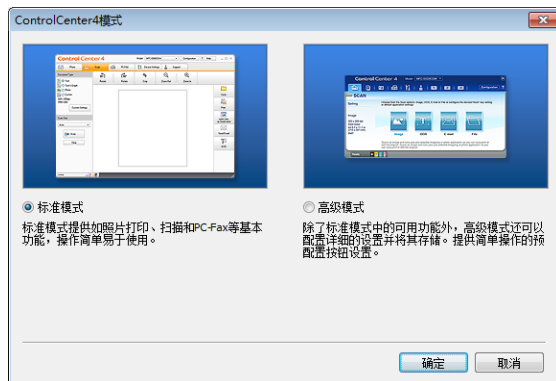 ControlCenter4模式
Control Center 4
Control Center 4
SCAN
标准模式
高级模式
标准模式提供如照片打印、扫描和PC-Fax等基本
功能，操作简单易于使用。
除了标准模式中的可用功能外，高级模式还可以
配置详细的设置并将其存储。提供简单操作的预
配置按钮设置。
确定
取消